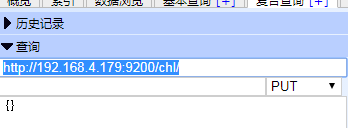 概览 索引 数据浏览 基本查询 [+] 复合查询 [+]
历史记录
查询
http://192.168.4.179:9200/chl/
PUT
{}